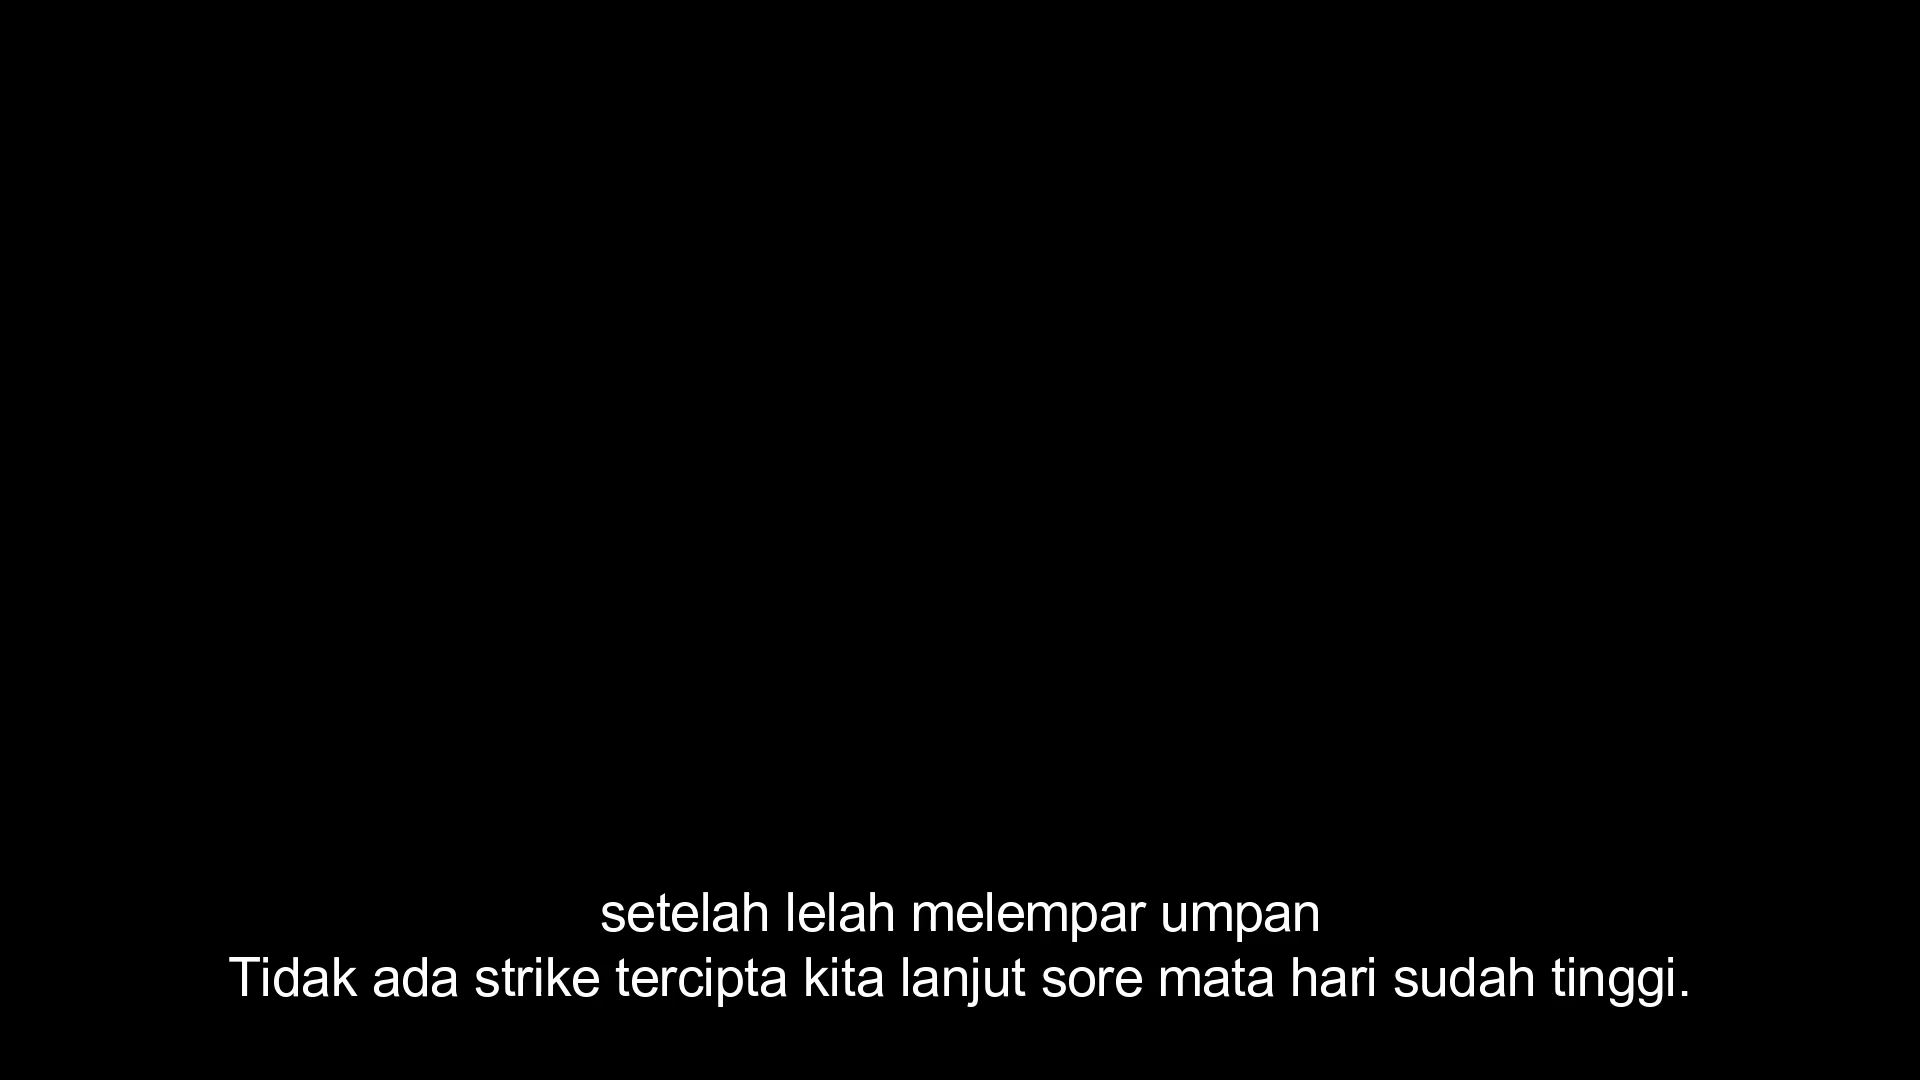 setelah lelah melempar umpan
Tidak ada strike tercipta kita lanjut sore mata hari sudah tinggi.